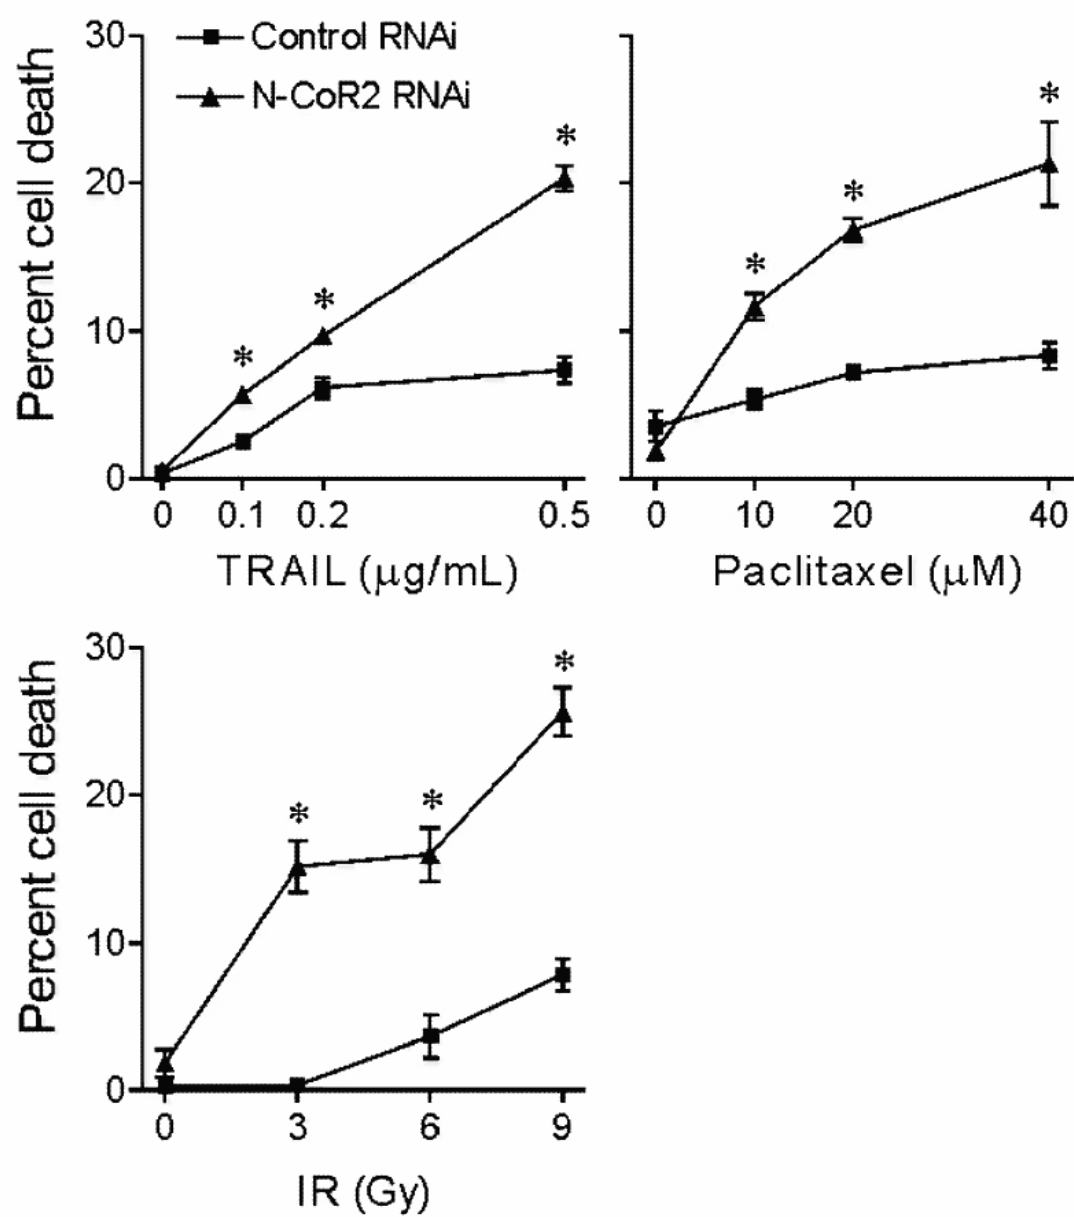 Control RNAi
N-CoR2 RNAi
Percent cell death
30
20
10
0
*
*
*
0 0.1 0.2 0.5
TRAIL (μg/mL)
*
*
*
0 10 20 40
Paclitaxel (μM)
Percent cell death
30
20
10
0
*
*
*
0 3 6 9
IR (Gy)